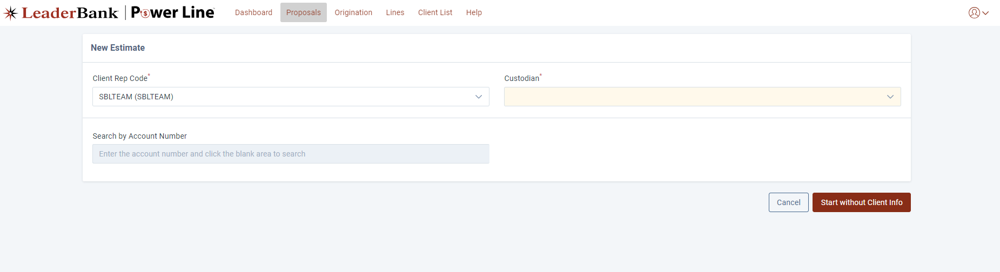 LeaderBank | Power Line™
Dashboard Proposals Origination Lines Client List Help
New Estimate
Client Rep Code* Custodian*
SBLTEAM (SBLTEAM)
Search by Account Number
Enter the account number and click the blank area to search
Cancel Start without Client Info